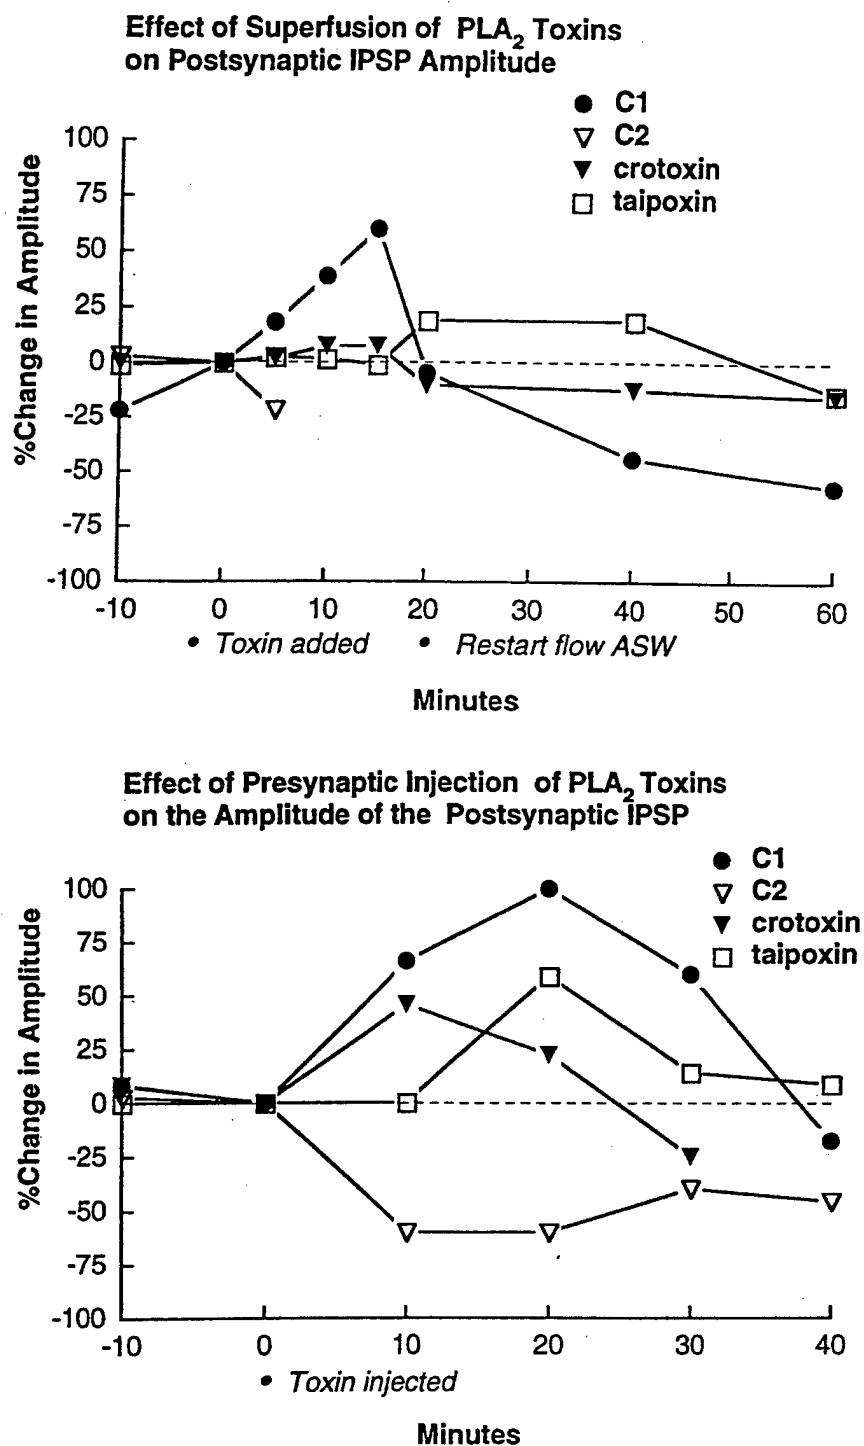 Effect of Superfusion of PLA2 Toxins
on Postsynaptic IPSP Amplitude
C1
C2
crotoxin
taipoxin
%Change in Amplitude
100
75
50
25
0
-25
-50
-75
-100
-10 0 10 20 30 40 50 60
• Toxin added • Restart flow ASW
Minutes
Effect of Presynaptic Injection of PLA2 Toxins
on the Amplitude of the Postsynaptic IPSP
C1
C2
crotoxin
taipoxin
%Change in Amplitude
100
75
50
25
0
-25
-50
-75
-100
-10 0 10 20 30 40
• Toxin injected
Minutes